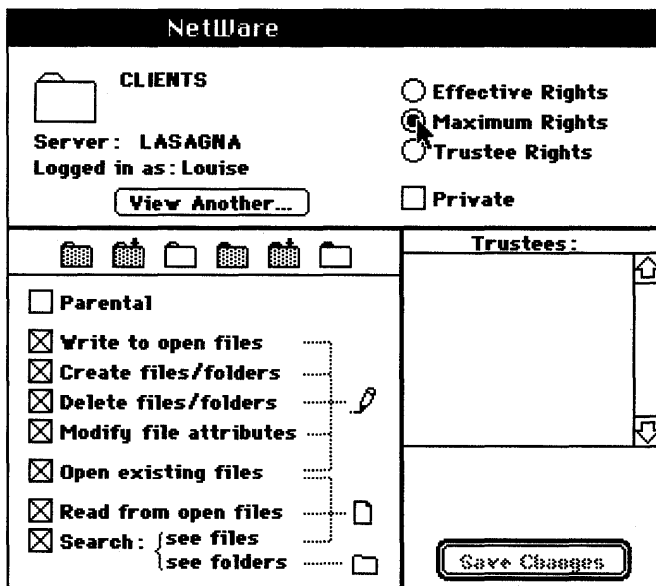 NetWare
CLIENTS
Server: LASAGNA
Logged in as: Louise
View Another...
Effective Rights
Maximum Rights
Trustee Rights
Private
Parental
Write to open files
Create files/folders
Delete files/folders
Modify file attributes
Open existing files
Read from open files
Search: see files
see folders
Trustees:
Save Changes